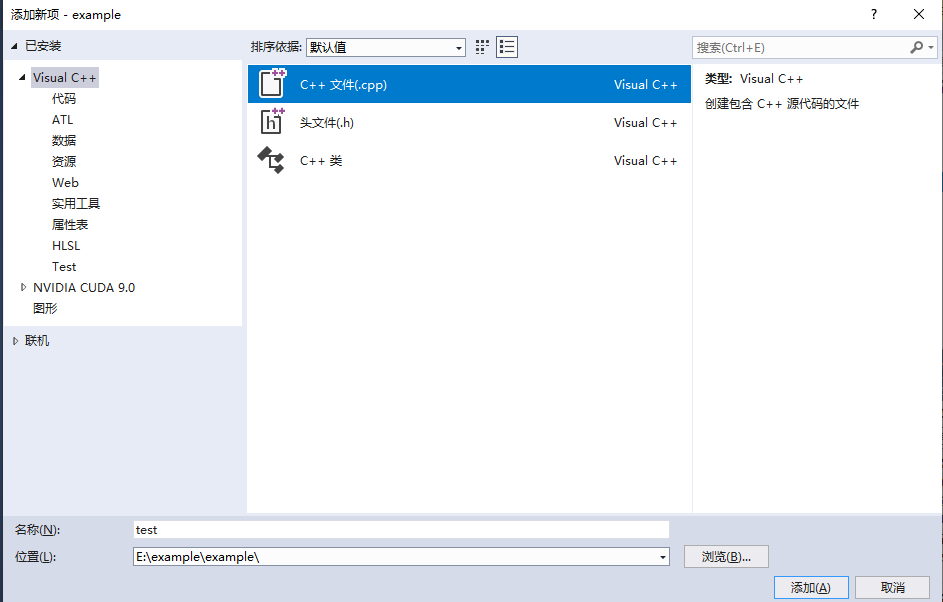 添加新项 - example
?
已安装
排序依据: 默认值
搜索(Ctrl+E)
Visual C++
代码
ATL
数据
资源
Web
实用工具
属性表
HLSL
Test
NVIDIA CUDA 9.0
图形
联机
C++ 文件(.cpp) Visual C++
头文件(.h) Visual C++
C++ 类 Visual C++
类型: Visual C++
创建包含 C++ 源代码的文件
名称(N): test
位置(L): E:\example\example\
浏览(B)...
添加(A) 取消